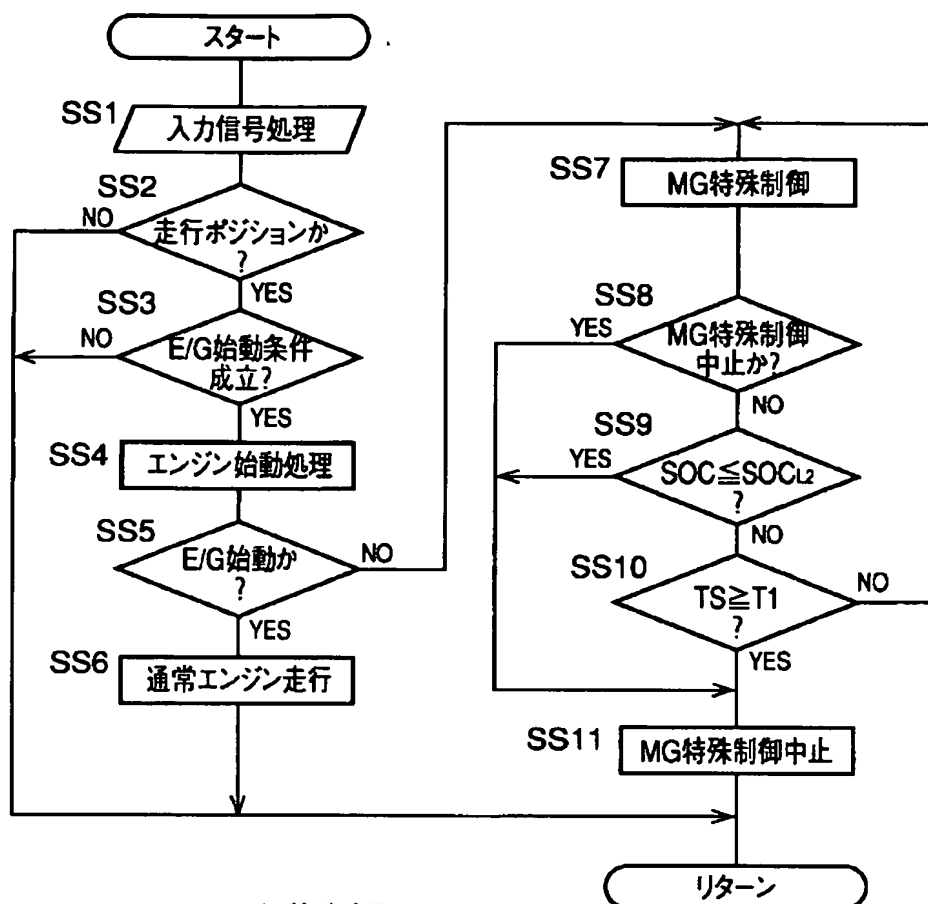 スタート
SS1
入力信号処理
SS2
NO
走行ポジションか
?
YES
SS3
NO
E/G始動条件
成立?
YES
SS4
エンジン始動処理
SS5
E/G始動か
?
NO
YES
SS6
通常エンジン走行
SS7
MG特殊制御
SS8
YES
MG特殊制御
中止か?
NO
SS9
YES
SOC≦SOCL2
?
NO
SS10
TS≧T1
?
NO
YES
SS11
MG特殊制御中止
リターン